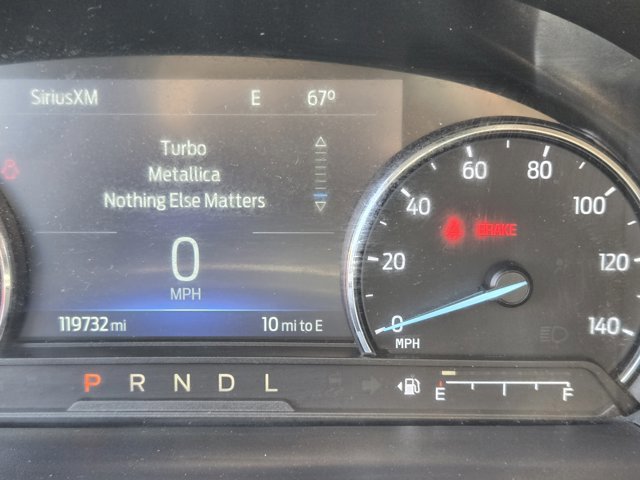 SiriusXM E 67°
Turbo
Metallica
Nothing Else Matters
0
MPH
119732 mi 10 mi to E
0 20 40 60 80 100 120 140
BRAKE
MPH
P R N D L
E F